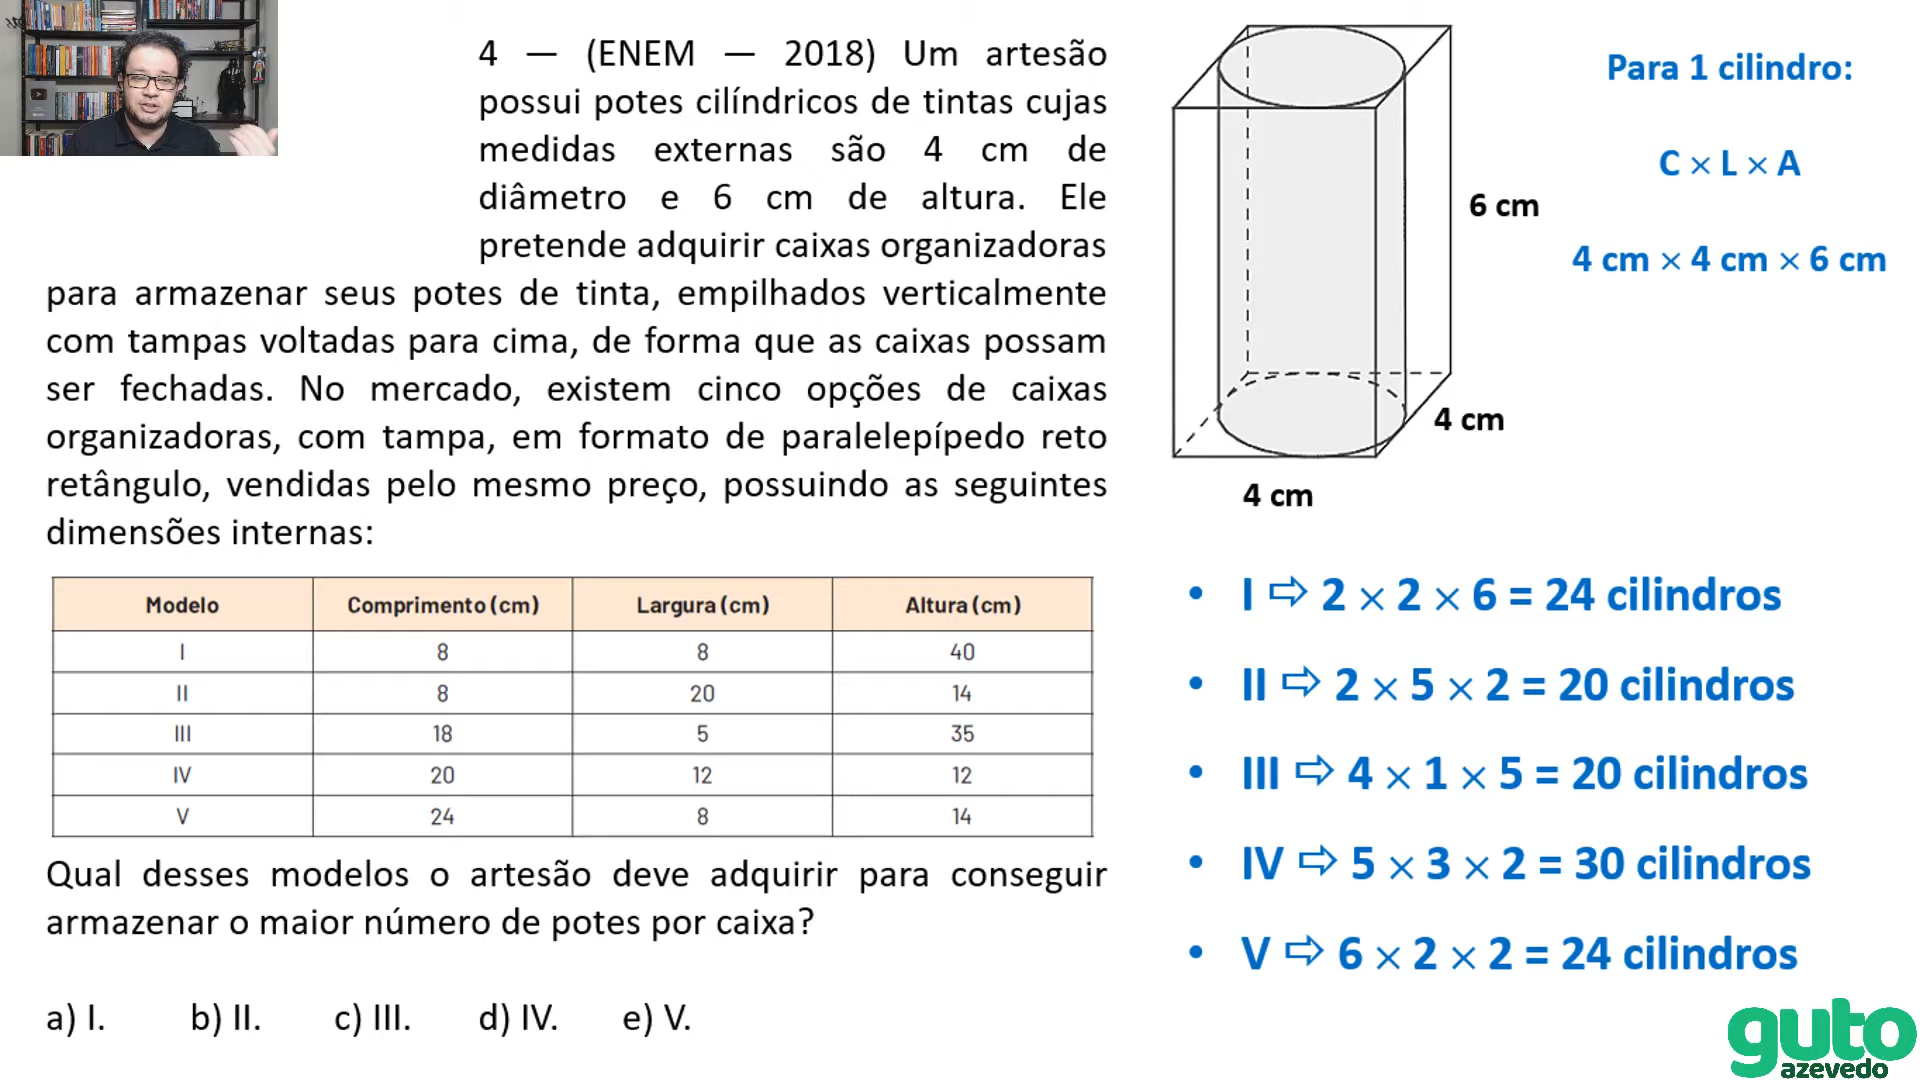 4 — (ENEM — 2018) Um artesão
possui potes cilíndricos de tintas cujas
medidas externas são 4 cm de
diâmetro e 6 cm de altura. Ele
pretende adquirir caixas organizadoras
para armazenar seus potes de tinta, empilhados verticalmente
com tampas voltadas para cima, de forma que as caixas possam
ser fechadas. No mercado, existem cinco opções de caixas
organizadoras, com tampa, em formato de paralelepípedo reto
retângulo, vendidas pelo mesmo preço, possuindo as seguintes
dimensões internas:
Modelo Comprimento (cm) Largura (cm) Altura (cm)
I 8 8 40
II 8 20 14
III 18 5 35
IV 20 12 12
V 24 8 14
Qual desses modelos o artesão deve adquirir para conseguir
armazenar o maior número de potes por caixa?
a) I. b) II. c) III. d) IV. e) V.
6 cm
4 cm
4 cm
Para 1 cilindro:
C × L × A
4 cm × 4 cm × 6 cm
• I ⇨ 2 × 2 × 6 = 24 cilindros
• II ⇨ 2 × 5 × 2 = 20 cilindros
• III ⇨ 4 × 1 × 5 = 20 cilindros
• IV ⇨ 5 × 3 × 2 = 30 cilindros
• V ⇨ 6 × 2 × 2 = 24 cilindros
guto
azevedo